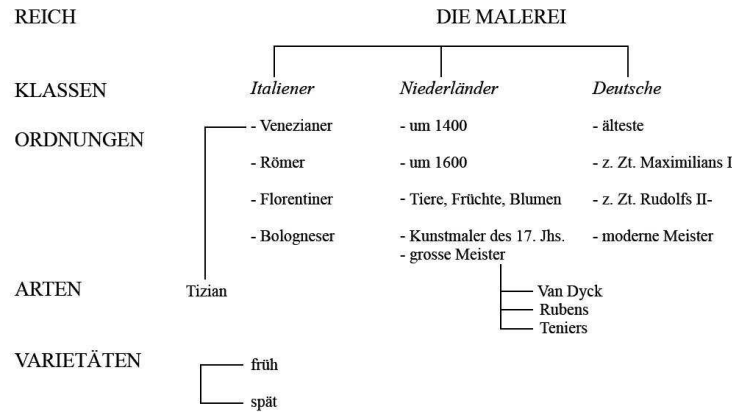 REICH DIE MALEREI
KLASSEN Italiener Niederländer Deutsche
ORDNUNGEN
- Venezianer - um 1400 - älteste
- Römer - um 1600 - z. Zt. Maximilians I
- Florentiner - Tiere, Früchte, Blumen - z. Zt. Rudolfs II-
- Bologneser - Kunstmaler des 17. Jhs. - moderne Meister
- grosse Meister
ARTEN Tizian Van Dyck
Rubens
Teniers
VARIETÄTEN früh
spät